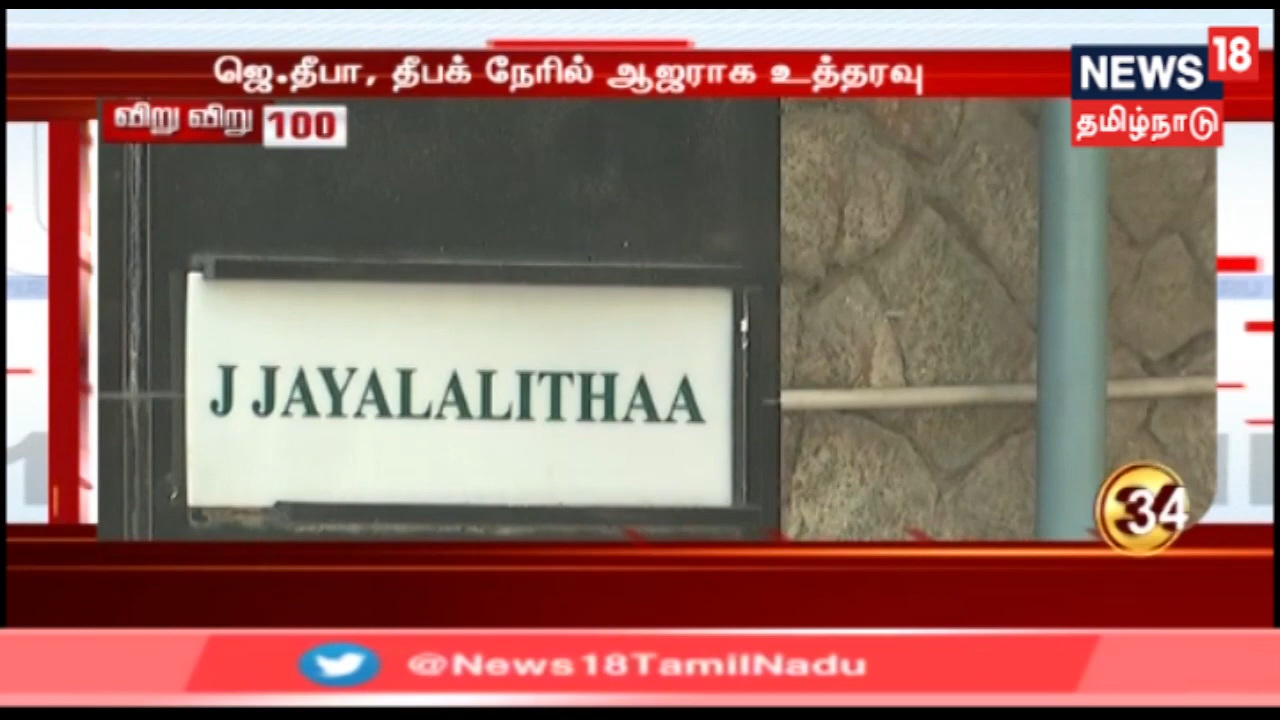 ஜெ.தீபா, தீபக் நேரில் ஆஜராக உத்தரவு
NEWS 18
தமிழ்நாடு
விறு விறு 100
J JAYALALITHAA
34
@News18TamilNadu